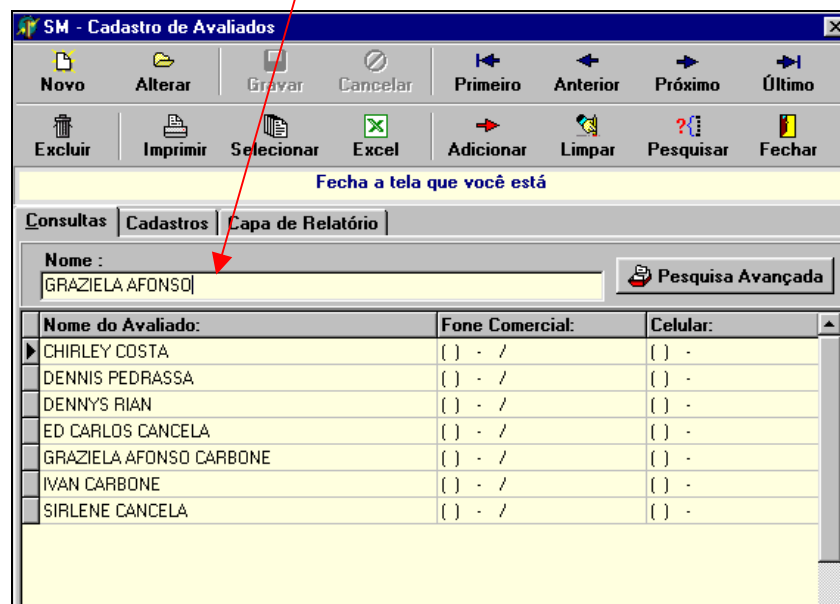 SM - Cadastro de Avaliados
Novo Alterar Gravar Cancelar Primeiro Anterior Próximo Último
Excluir Imprimir Selecionar Excel Adicionar Limpar Pesquisar Fechar
Fecha a tela que você está
Consultas Cadastros Capa de Relatório
Nome :
GRAZIELA AFONSO Pesquisa Avançada
Nome do Avaliado: Fone Comercial: Celular:
CHIRLEY COSTA ( ) - / ( ) -
DENNIS PEDRASSA ( ) - / ( ) -
DENNYS RIAN ( ) - / ( ) -
ED CARLOS CANCELA ( ) - / ( ) -
GRAZIELA AFONSO CARBONE ( ) - / ( ) -
IVAN CARBONE ( ) - / ( ) -
SIRLENE CANCELA ( ) - / ( ) -